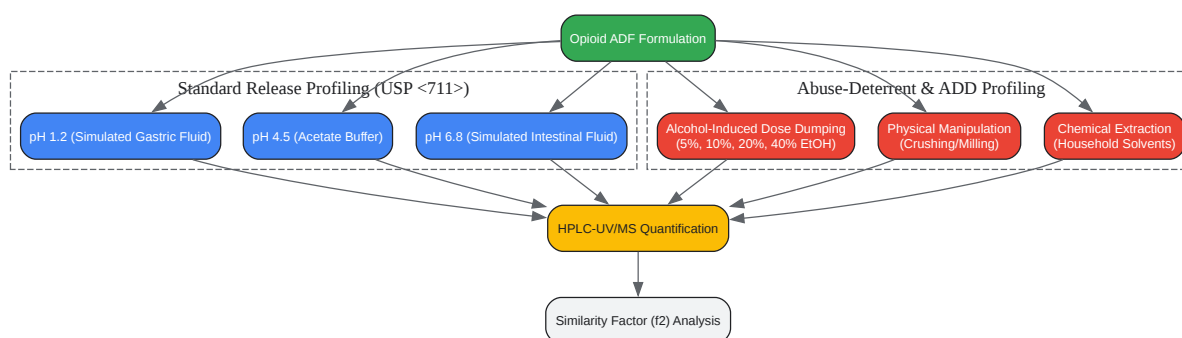 Opioid ADF Formulation
Standard Release Profiling (USP <711>)
Abuse-Deterrent & ADD Profiling
pH 1.2 (Simulated Gastric Fluid)
pH 4.5 (Acetate Buffer)
pH 6.8 (Simulated Intestinal Fluid)
Alcohol-Induced Dose Dumping
(5%, 10%, 20%, 40% EtOH)
Physical Manipulation
(Crushing/Milling)
Chemical Extraction
(Household Solvents)
HPLC-UV/MS Quantification
Similarity Factor (f2) Analysis